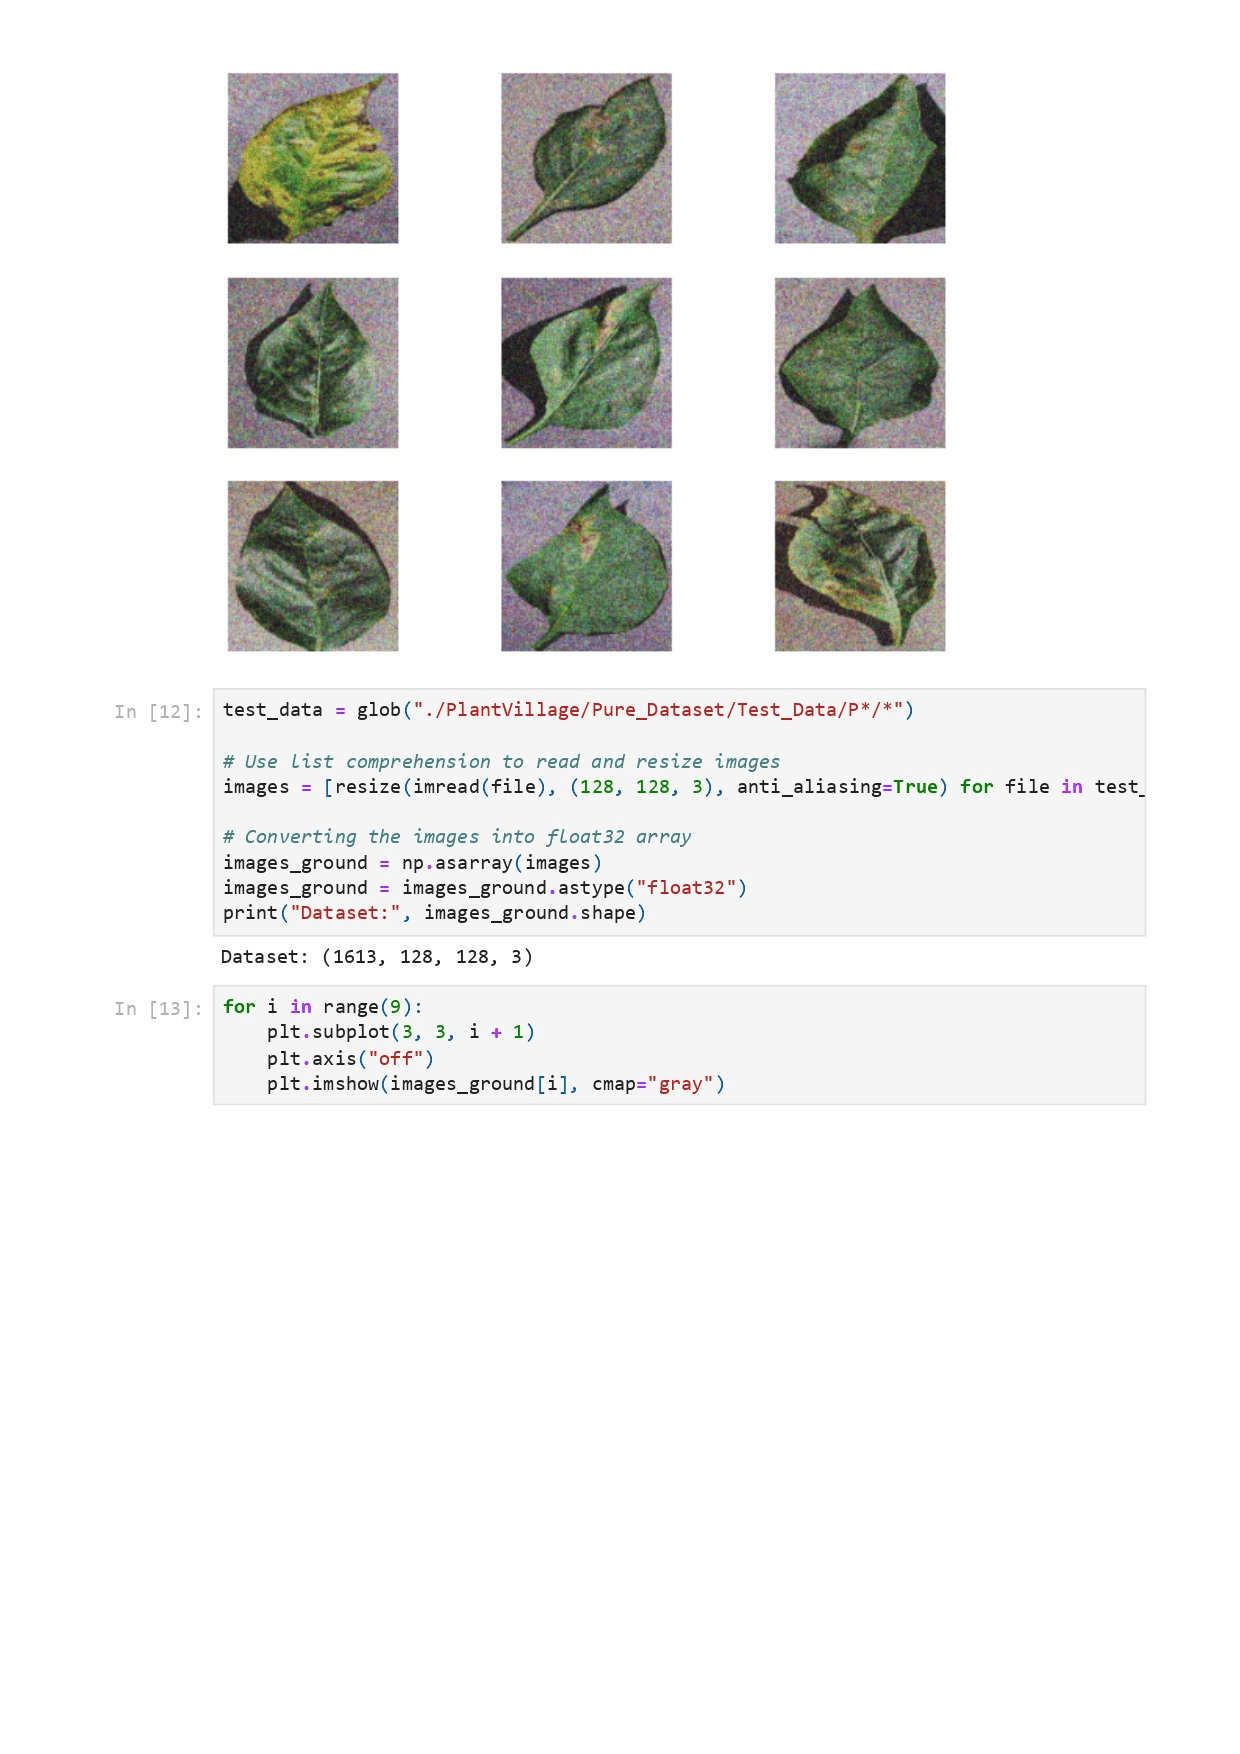 In [12]: test_data = glob("./PlantVillage/Pure_Dataset/Test_Data/P*/*")
# Use list comprehension to read and resize images
images = [resize(imread(file), (128, 128, 3), anti_aliasing=True) for file in test_
# Converting the images into float32 array
images_ground = np.asarray(images)
images_ground = images_ground.astype("float32")
print("Dataset:", images_ground.shape)
Dataset: (1613, 128, 128, 3)
In [13]: for i in range(9):
    plt.subplot(3, 3, i + 1)
    plt.axis("off")
    plt.imshow(images_ground[i], cmap="gray")